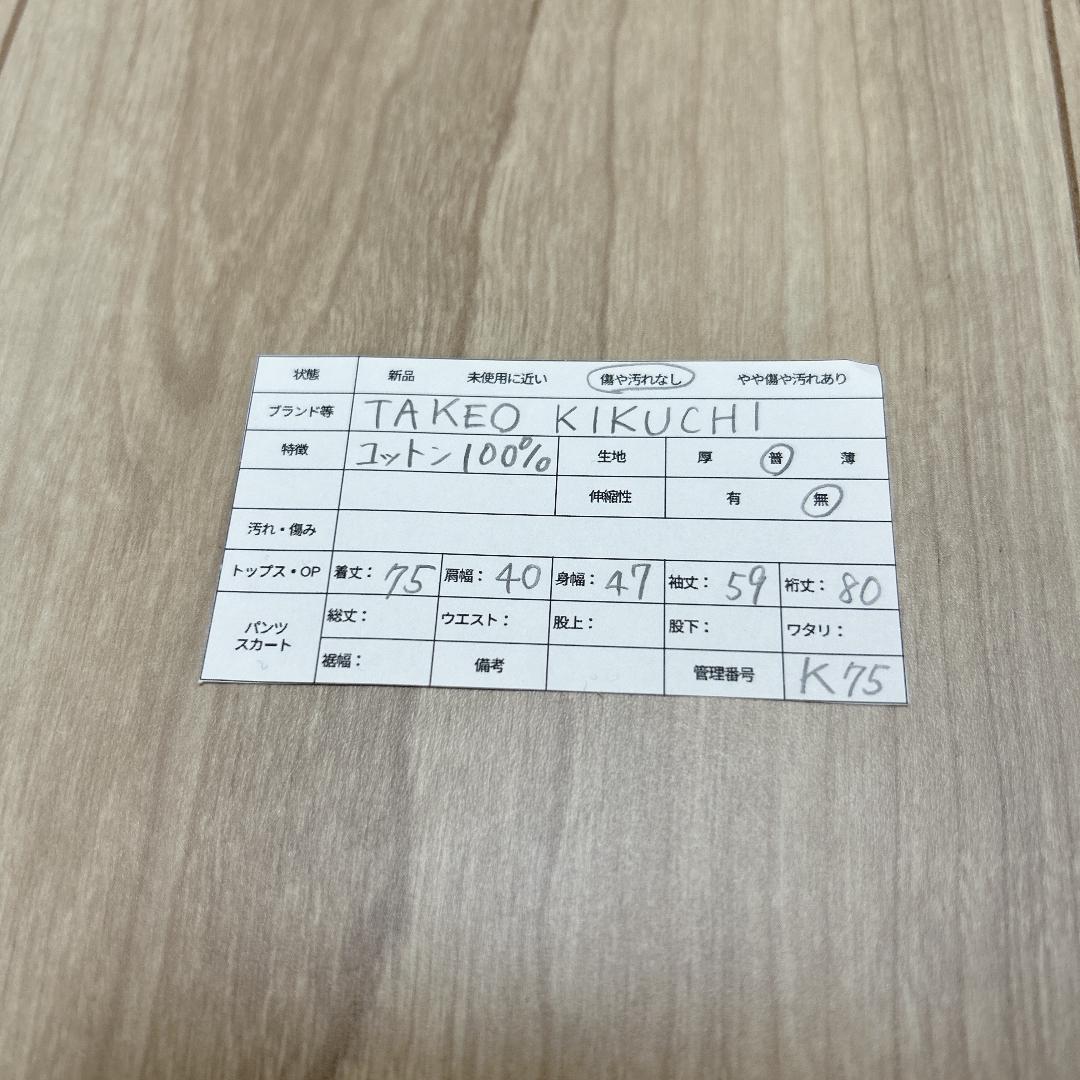 状態 新品 未使用に近い 傷や汚れなし やや傷や汚れあり
ブランド等 TAKEO KIKUCHI
特徴 コットン100% 生地 厚 普 薄
伸縮性 有 無
汚れ・傷み
トップス・OP 着丈：75 肩幅：40 身幅：47 袖丈：59 裄丈：80
パンツ スカート 総丈： ウエスト： 股上： 股下： ワタリ：
裾幅： 備考 管理番号 K75